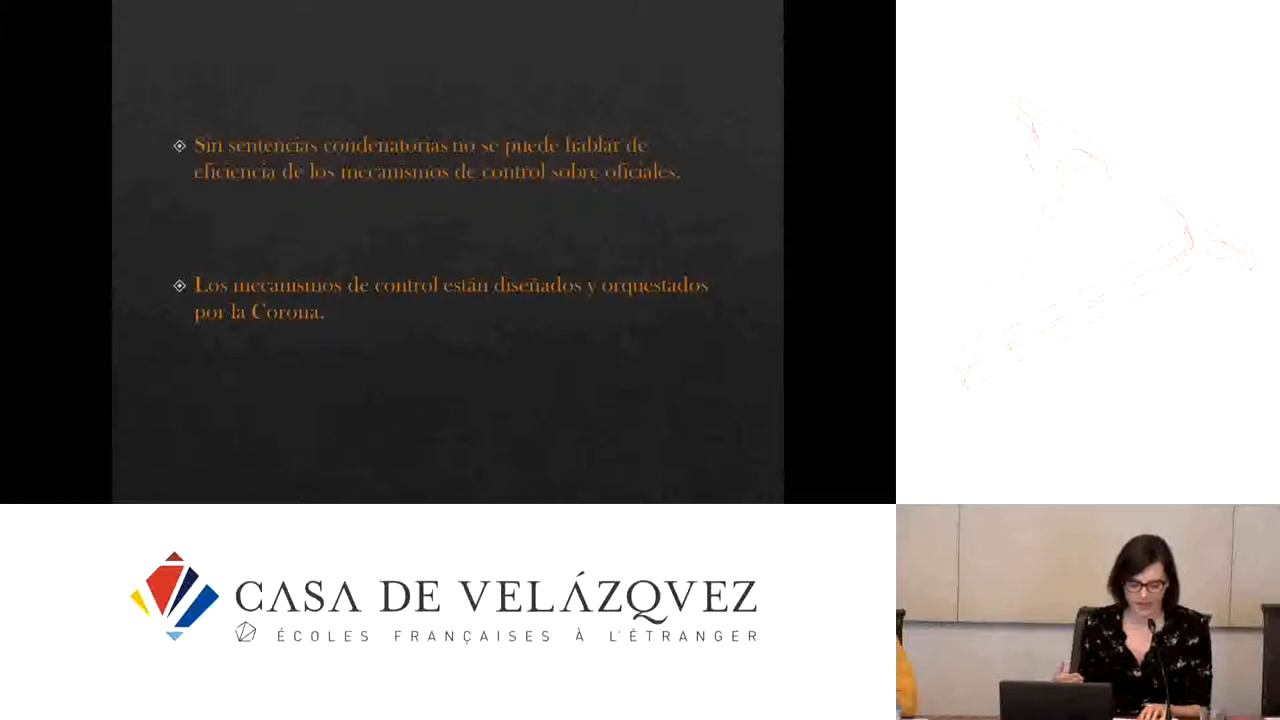 Sin sentencias condenatorias no se puede hablar de
eficiencia de los mecanismos de control sobre oficiales.
Los mecanismos de control están diseñados y orquestados
por la Corona.
CASA DE VELÁZQVEZ
ÉCOLES FRANÇAISES À L'ÉTRANGER